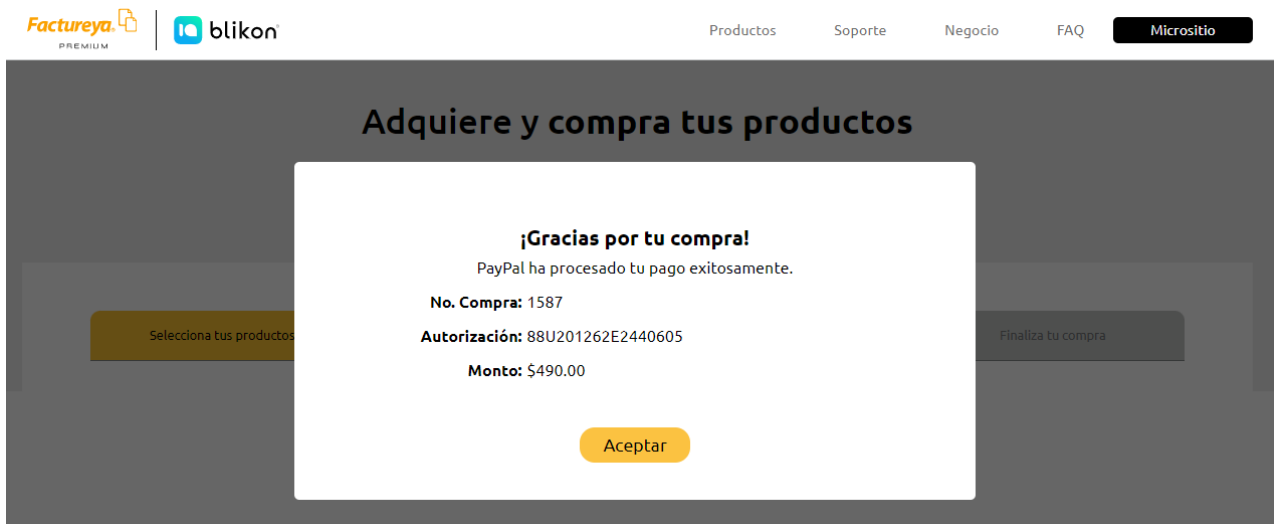 Factureya.
PREMIUM
blikon
Productos Soporte Negocio FAQ Micrositio
Adquiere y compra tus productos
¡Gracias por tu compra!
PayPal ha procesado tu pago exitosamente.
No. Compra: 1587
Selecciona tus productos
Autorización: 88U201262E2440605
Finaliza tu compra
Monto: $490.00
Aceptar